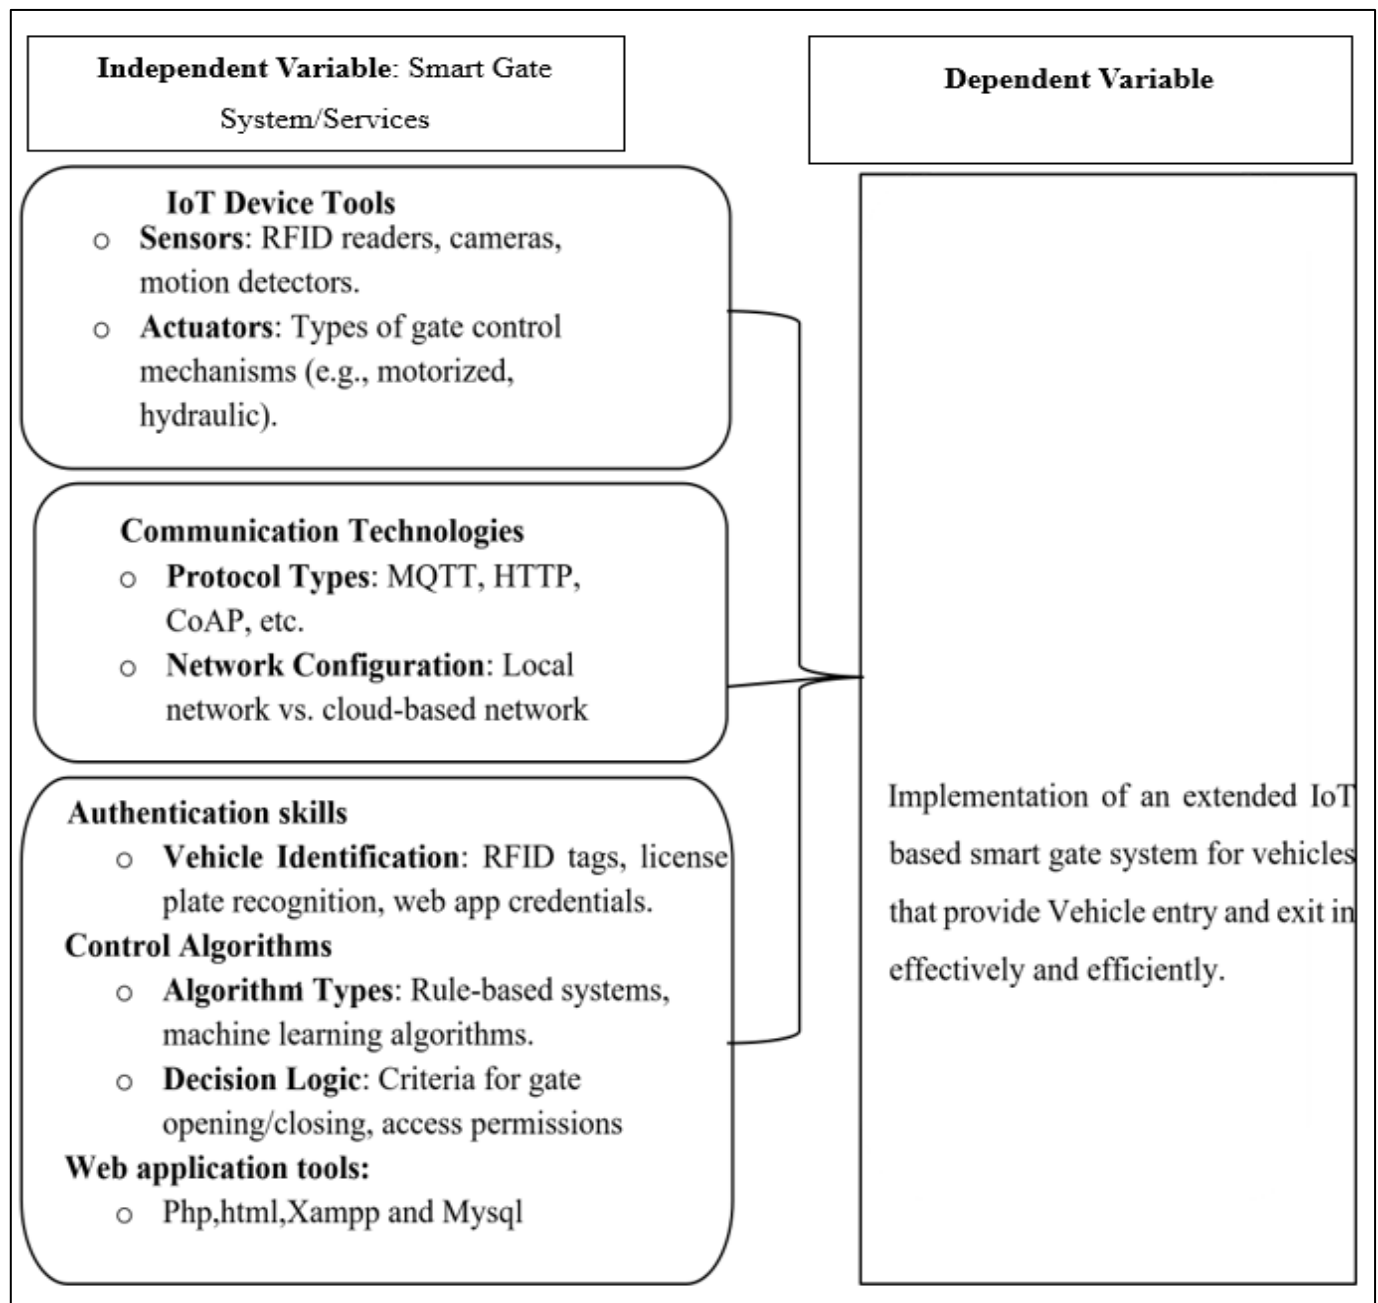 Independent Variable: Smart Gate
System/Services
Dependent Variable
IoT Device Tools
o Sensors: RFID readers, cameras,
motion detectors.
o Actuators: Types of gate control
mechanisms (e.g., motorized,
hydraulic).
Communication Technologies
o Protocol Types: MQTT, HTTP,
CoAP, etc.
o Network Configuration: Local
network vs. cloud-based network
Authentication skills
o Vehicle Identification: RFID tags, license
plate recognition, web app credentials.
Control Algorithms
o Algorithm Types: Rule-based systems,
machine learning algorithms.
o Decision Logic: Criteria for gate
opening/closing, access permissions
Web application tools:
o Php,html,Xampp and Mysql
Implementation of an extended IoT
based smart gate system for vehicles
that provide Vehicle entry and exit in
effectively and efficiently.